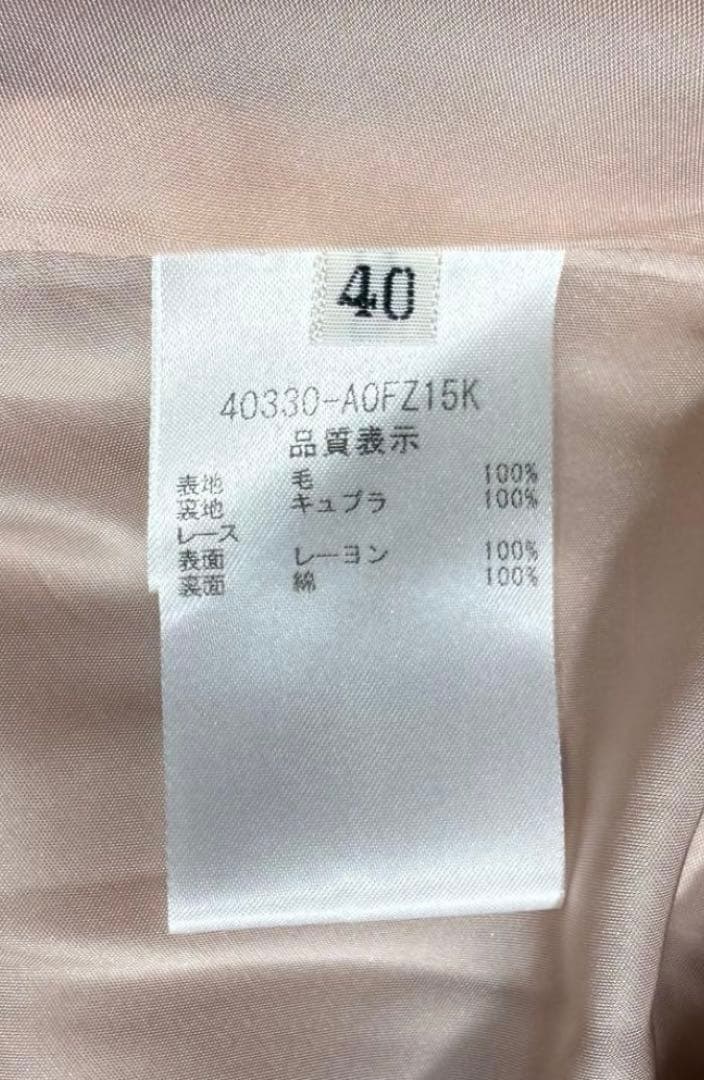 40
40330-A0FZ15K
品質表示
表地 毛 100%
裏地 キュプラ 100%
レース
表面 レーヨン 100%
裏面 綿 100%